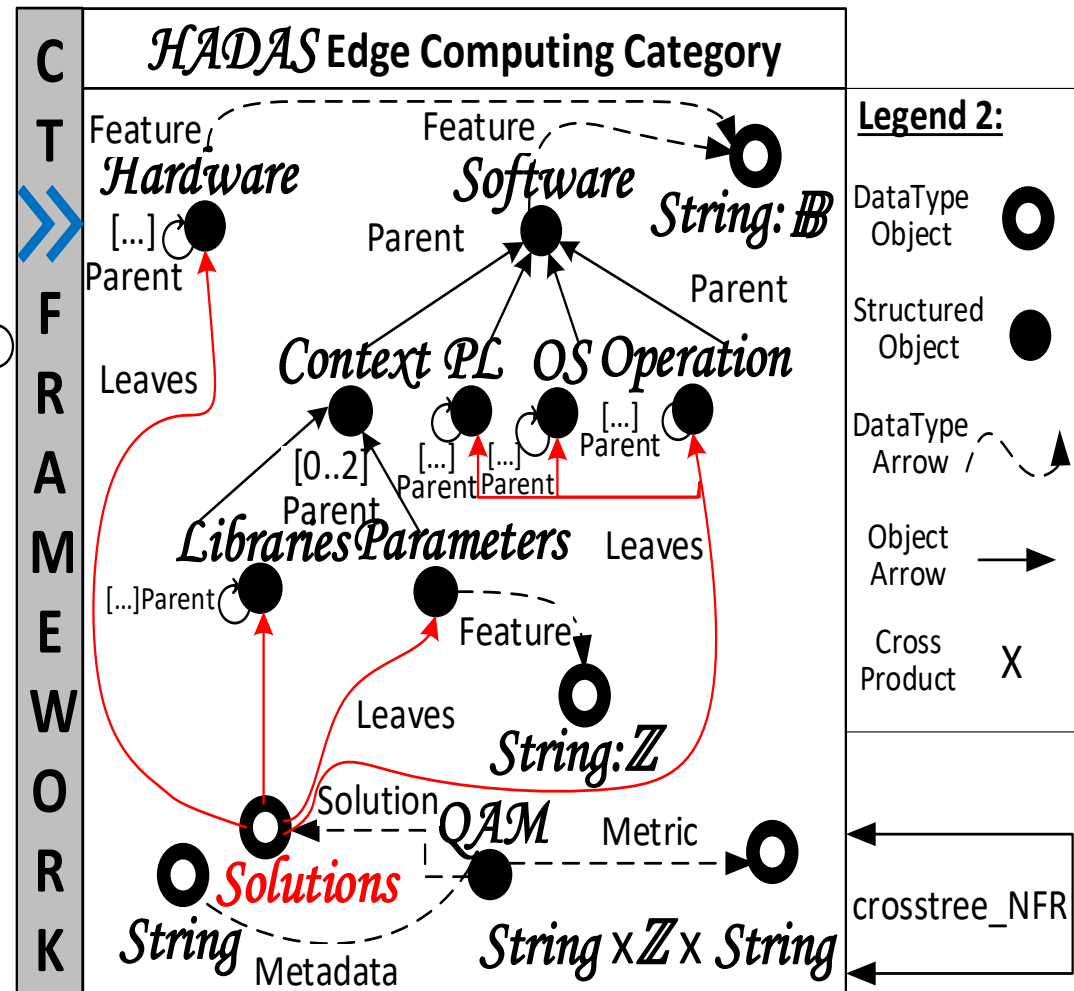 CT
FRAMEWORK
HADAS Edge Computing Category
Feature
Hardware
[...]
Parent
Feature
Software
String: 𝔹
Parent
Parent
Leaves
Context
PL
OS
Operation
[...]
Parent
[...]
Parent
[...]
Parent
[0..2]
Parent
Libraries
Parameters
Leaves
[...]Parent
Feature
String:ℤ
Leaves
Solution
QAM
Metric
Solutions
String
Metadata
String X ℤ X String
Legend 2:
DataType
Object
Structured
Object
DataType
Arrow
Object
Arrow
Cross
Product
X
crosstree_NFR